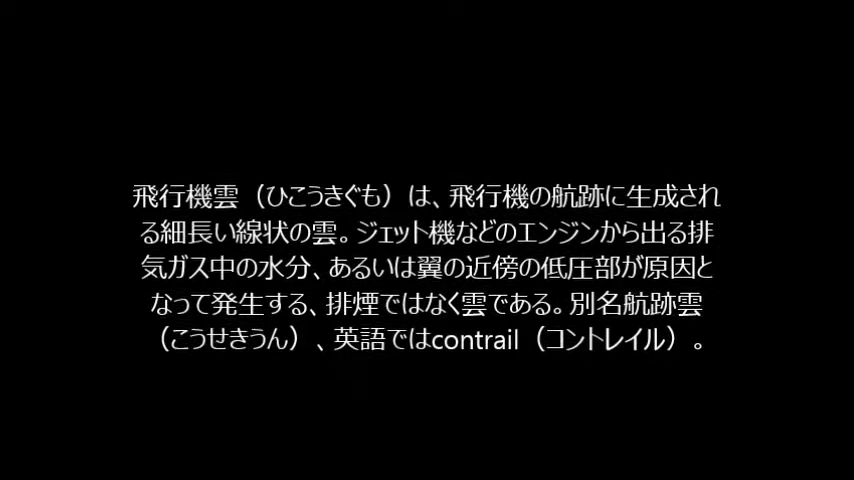 飛行機雲（ひこうきぐも）は、飛行機の航跡に生成され
る細長い線状の雲。ジェット機などのエンジンから出る排
気ガス中の水分、あるいは翼の近傍の低圧部が原因と
なって発生する、排煙ではなく雲である。別名航跡雲
（こうせきうん）、英語ではcontrail（コントレイル）。